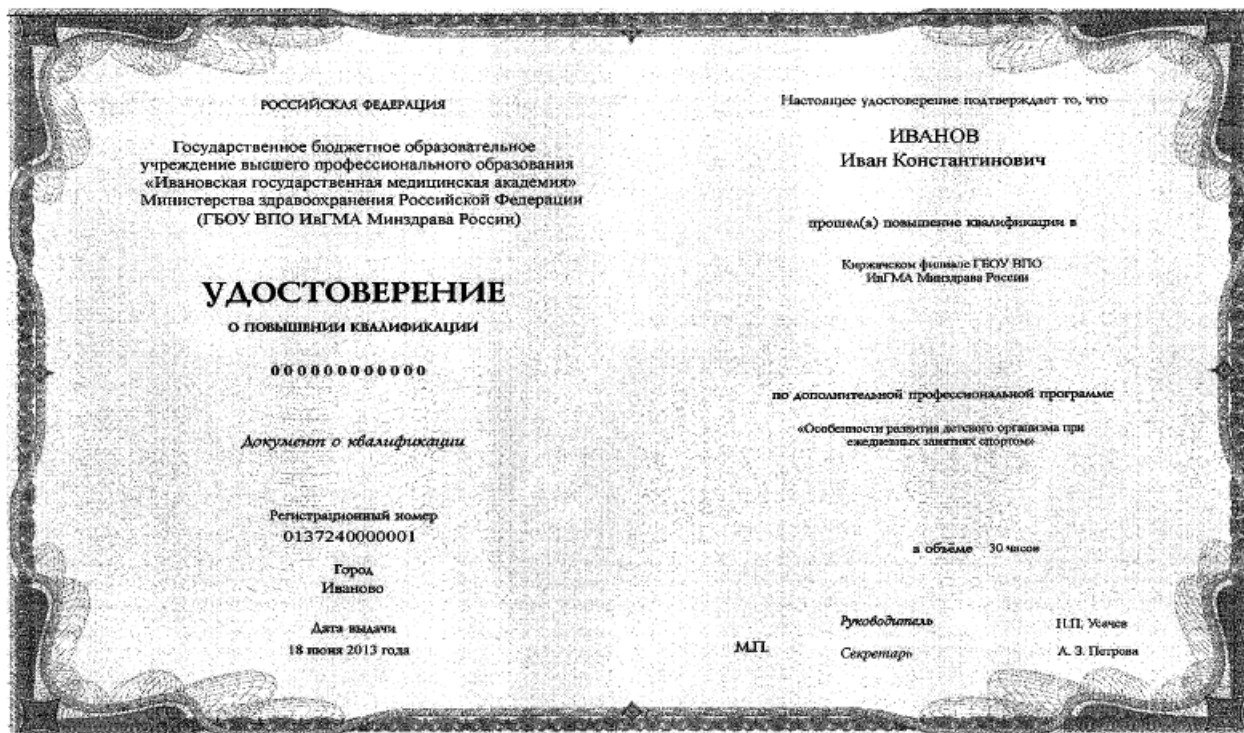 РОССИЙСКАЯ ФЕДЕРАЦИЯ
Государственное бюджетное образовательное
учреждение высшего профессионального образования
«Ивановская государственная медицинская академия»
Министерства здравоохранения Российской Федерации
(ГБОУ ВПО ИвГМА Минздрава России)
УДОСТОВЕРЕНИЕ
О ПОВЫШЕНИИ КВАЛИФИКАЦИИ
000000000000
Документ о квалификации
Регистрационный номер
0137240000001
Город
Иваново
Дата выдачи
18 июня 2013 года
Настоящее удостоверение подтверждает то, что
ИВАНОВ
Иван Константинович
прошел(а) повышение квалификации в
Киржачском филиале ГБОУ ВПО
ИвГМА Минздрава России
по дополнительной профессиональной программе
«Особенности развития детского организма при
ежедневных занятиях спортом»
в объёме 30 часов
М.П.
Руководитель Н.П. Усачев
Секретарь А. З. Петрова